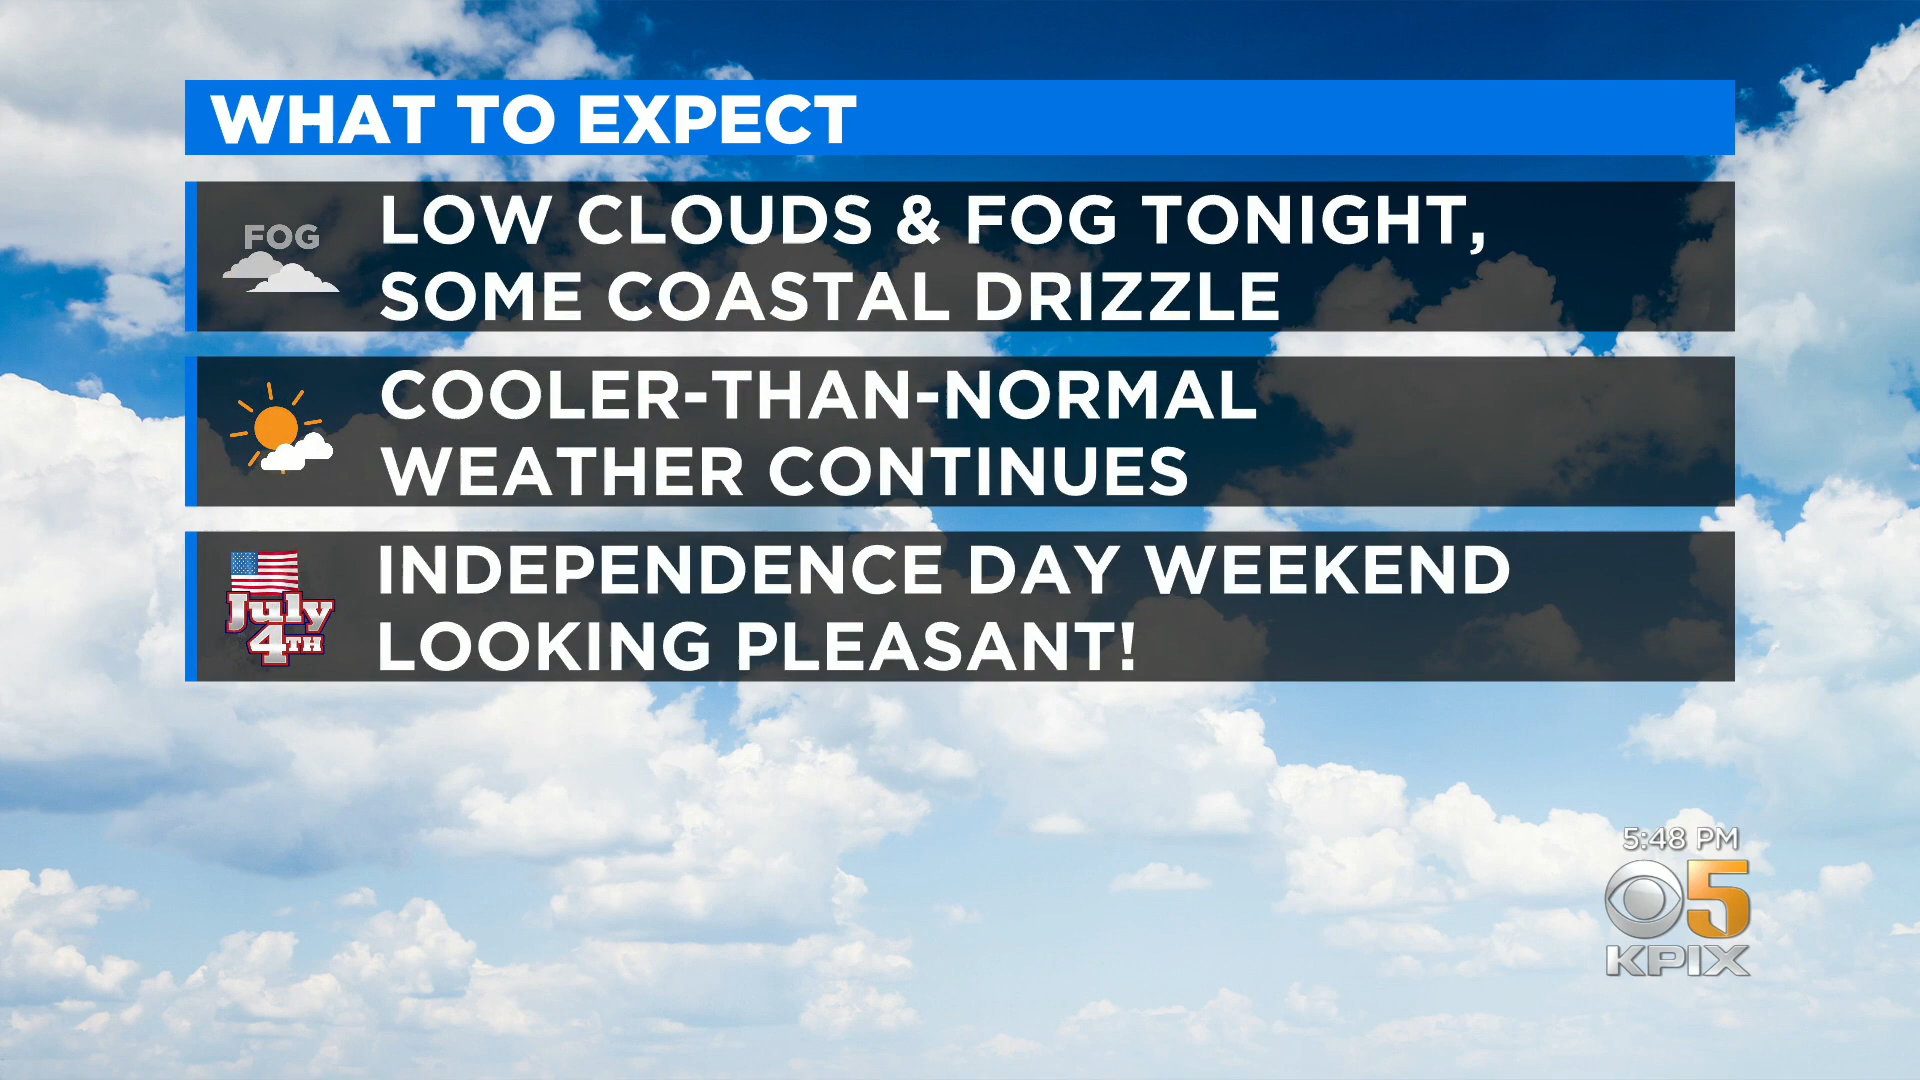 WHAT TO EXPECT
FOG
LOW CLOUDS & FOG TONIGHT,
SOME COASTAL DRIZZLE
COOLER-THAN-NORMAL
WEATHER CONTINUES
July
4TH
INDEPENDENCE DAY WEEKEND
LOOKING PLEASANT!
5:48 PM
5
KPIX